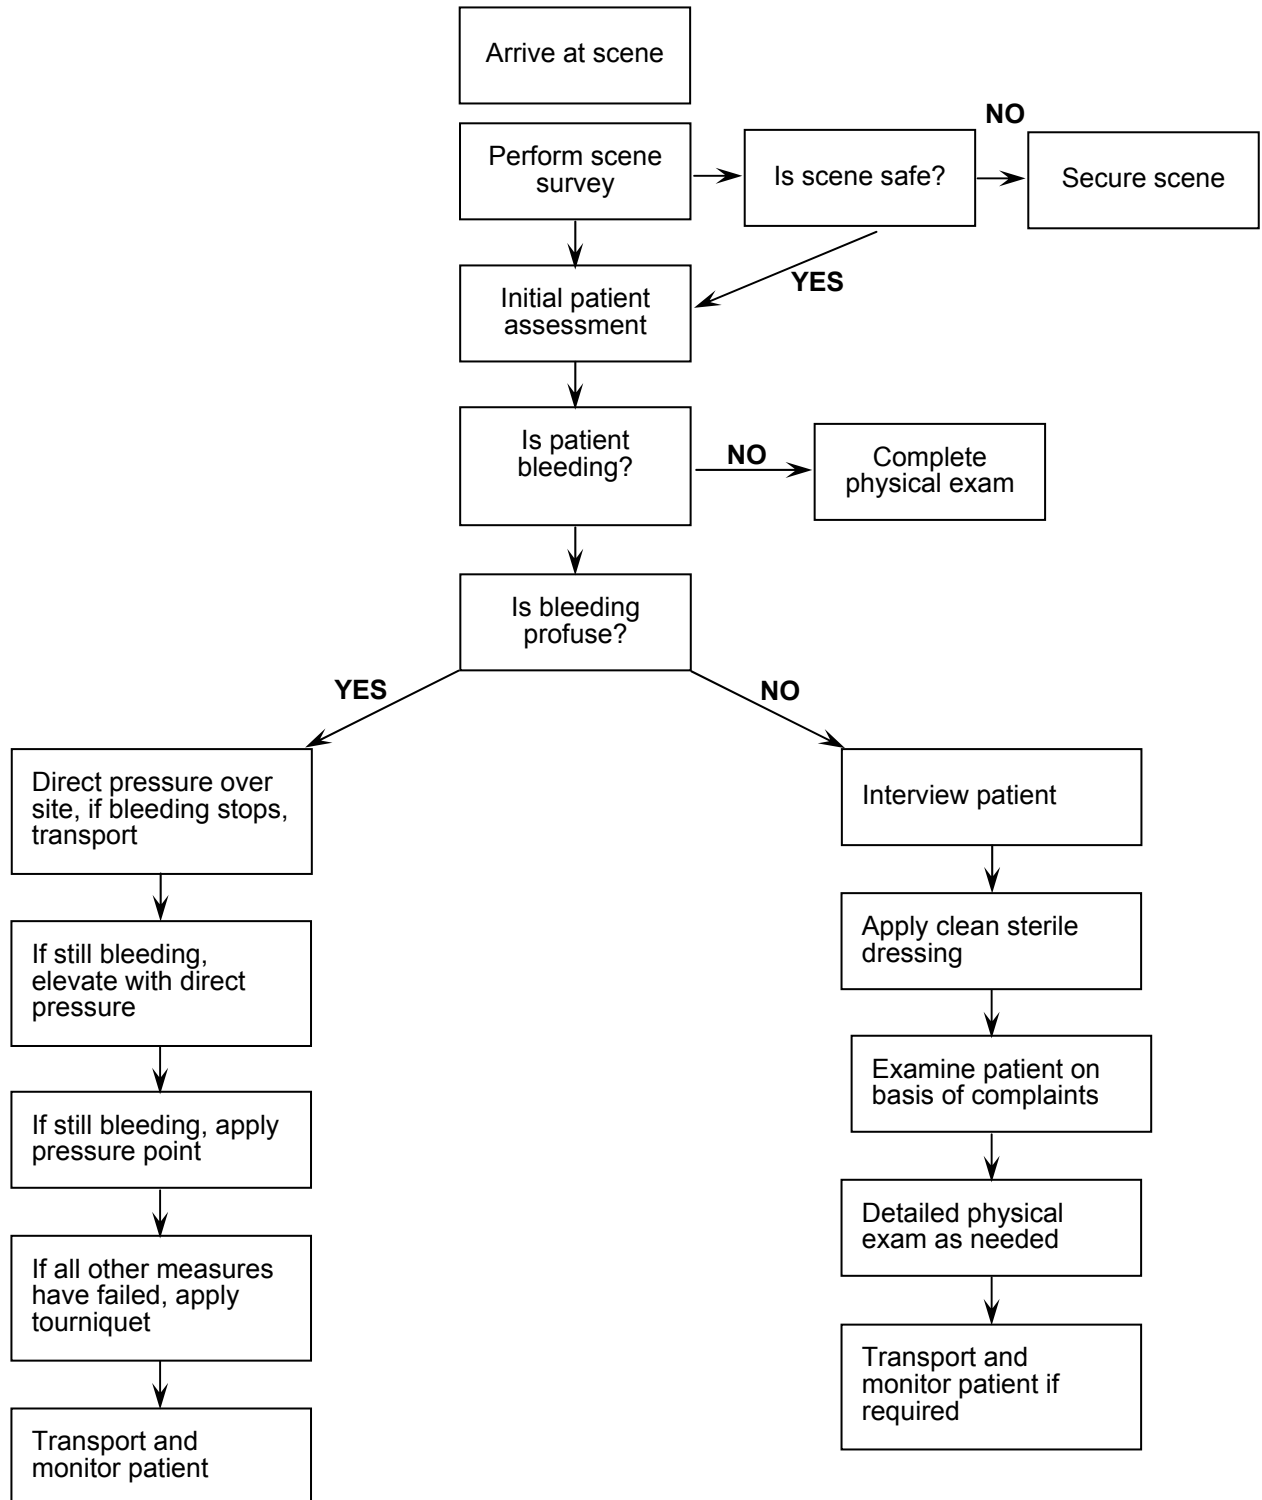 Arrive at scene
NO
Perform scene
survey
Is scene safe?
Secure scene
YES
Initial patient
assessment
Is patient
bleeding?
NO
Complete
physical exam
Is bleeding
profuse?
YES
NO
Direct pressure over
site, if bleeding stops,
transport
Interview patient
If still bleeding,
elevate with direct
pressure
Apply clean sterile
dressing
If still bleeding, apply
pressure point
Examine patient on
basis of complaints
If all other measures
have failed, apply
tourniquet
Detailed physical
exam as needed
Transport and
monitor patient
Transport and
monitor patient if
required